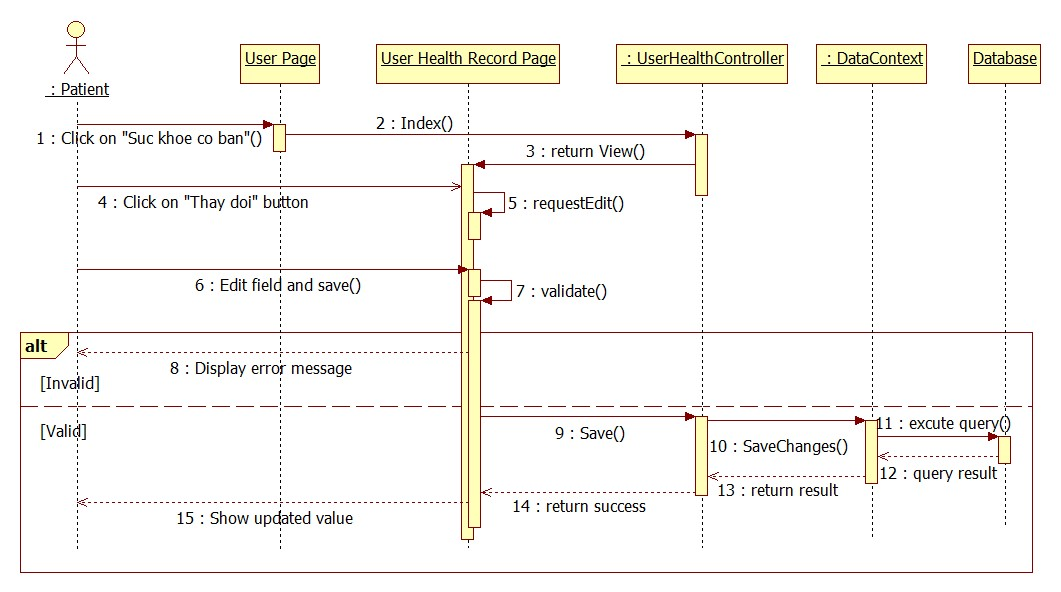 : Patient
User Page
User Health Record Page
: UserHealthController
: DataContext
Database
1 : Click on "Suc khoe co ban"()
2 : Index()
3 : return View()
4 : Click on "Thay doi" button
5 : requestEdit()
6 : Edit field and save()
7 : validate()
alt
8 : Display error message
[Invalid]
[Valid]
9 : Save()
10 : SaveChanges()
11 : excute query()
12 : query result
13 : return result
14 : return success
15 : Show updated value